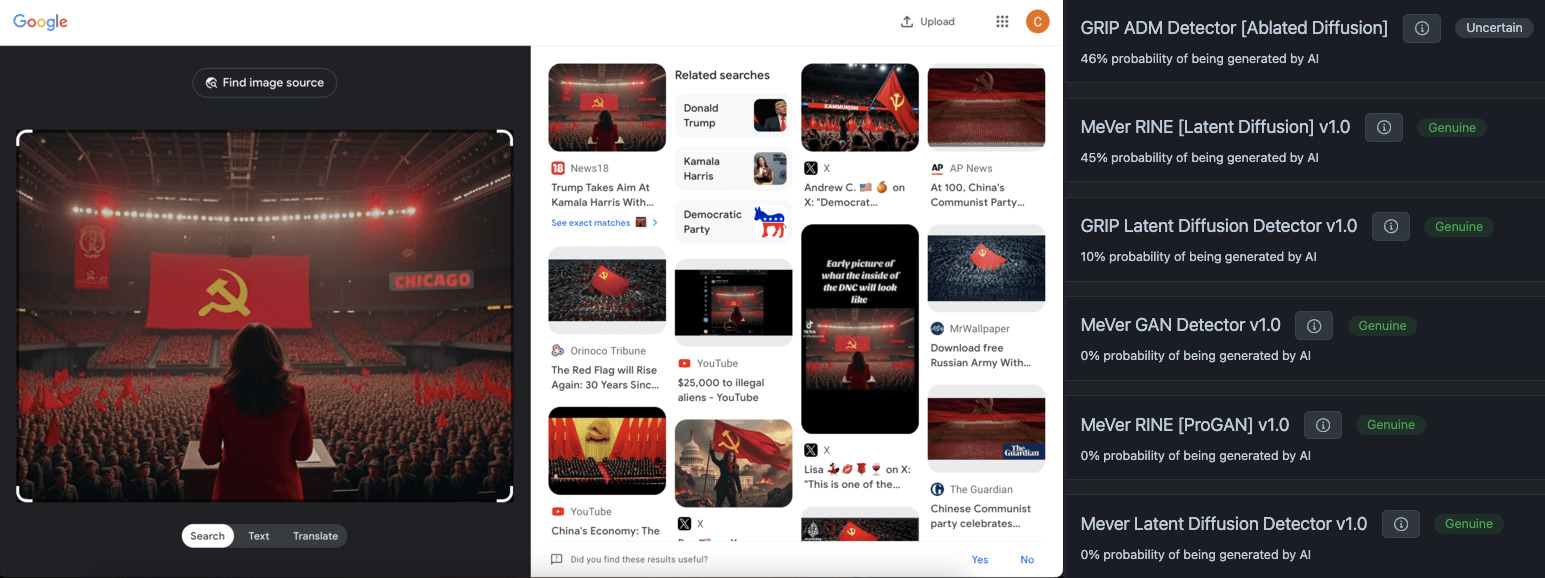 Google
Upload
C
Find image source
CHICAGO
Search
Text
Translate
18 News18
Trump Takes Aim At
Kamala Harris With...
See exact matches
Orinoco Tribune
The Red Flag will Rise
Again: 30 Years Sinc...
YouTube
China's Economy: The
Related searches
Donald
Trump
Kamala
Harris
Democratic
Party
YouTube
$25,000 to illegal
aliens - YouTube
X
X
Andrew C. 🇺🇸 🍊 on
X: "Democrat...
Early picture of
what the inside of
the DNC will look
like
X
Lisa 💃💋🌹🍷 on X:
"This is one of the...
AP AP News
At 100, China's
Communist Party...
MrWallpaper
Download free
Russian Army With...
The
Guardian
The Guardian
Chinese Communist
party celebrates...
Did you find these results useful?
Yes
No
GRIP ADM Detector [Ablated Diffusion]
Uncertain
46% probability of being generated by AI
MeVer RINE [Latent Diffusion] v1.0
Genuine
45% probability of being generated by AI
GRIP Latent Diffusion Detector v1.0
Genuine
10% probability of being generated by AI
MeVer GAN Detector v1.0
Genuine
0% probability of being generated by AI
MeVer RINE [ProGAN] v1.0
Genuine
0% probability of being generated by AI
Mever Latent Diffusion Detector v1.0
Genuine
0% probability of being generated by AI